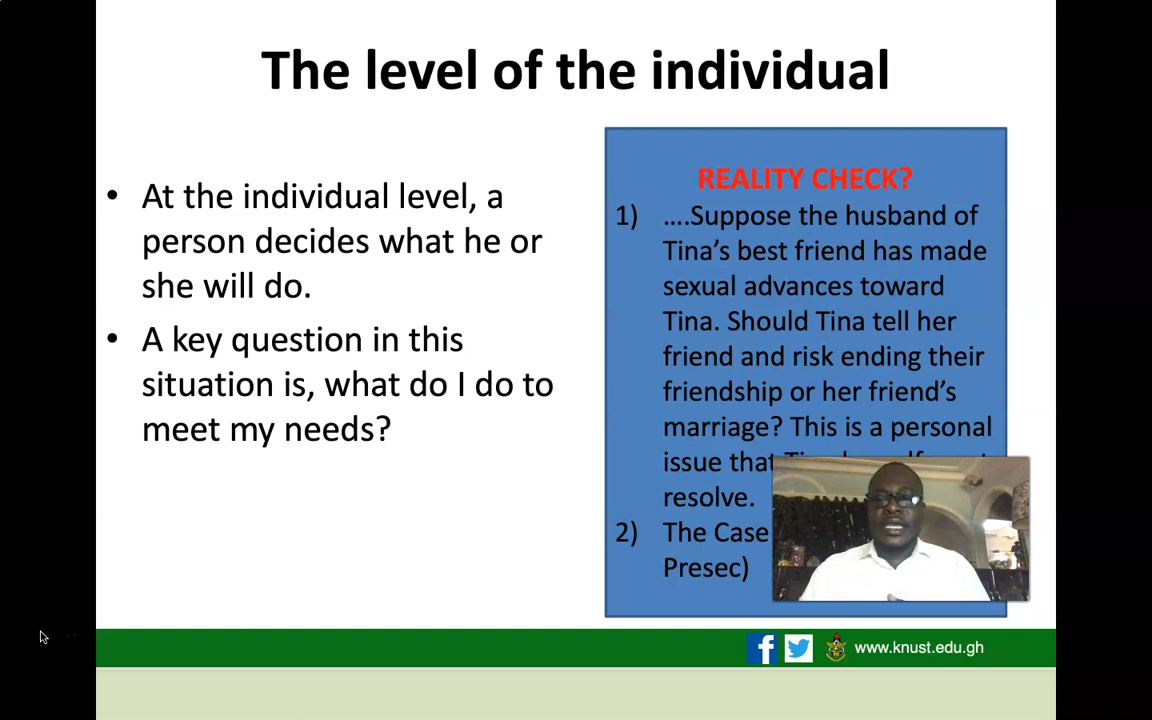 The level of the individual
• At the individual level, a
person decides what he or
she will do.
• A key question in this
situation is, what do I do to
meet my needs?
REALITY CHECK?
1) ....Suppose the husband of
Tina's best friend has made
sexual advances toward
Tina. Should Tina tell her
friend and risk ending their
friendship or her friend's
marriage? This is a personal
issue that
resolve.
2) The Case
Presec)
www.knust.edu.gh